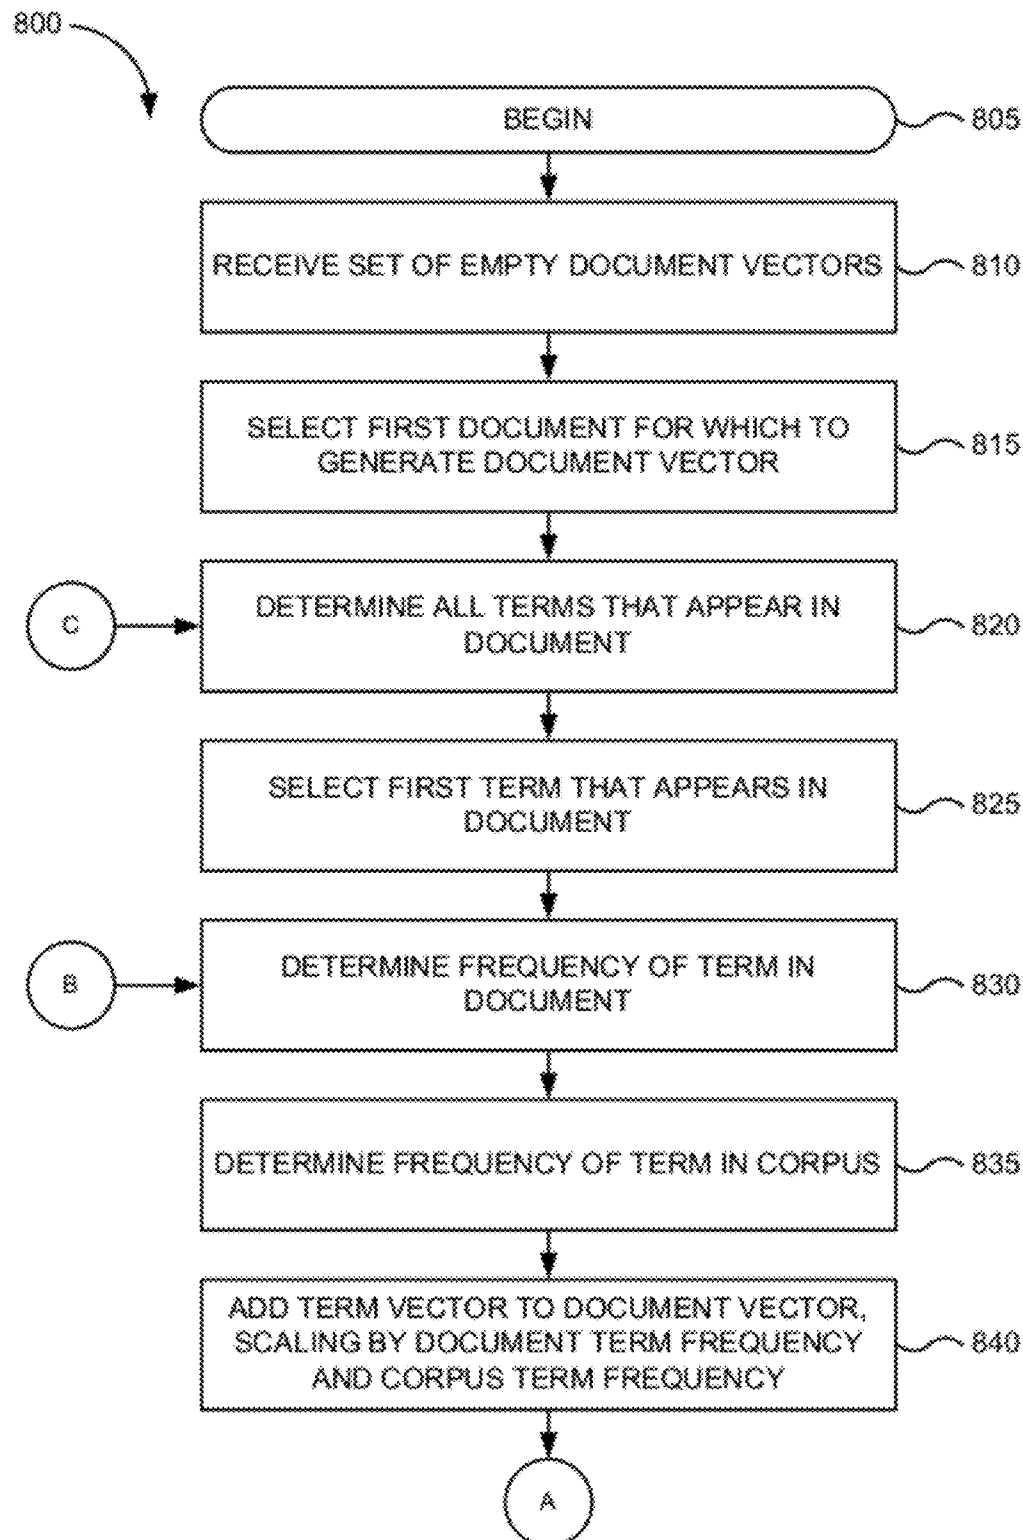 800
BEGIN
805
RECEIVE SET OF EMPTY DOCUMENT VECTORS
810
SELECT FIRST DOCUMENT FOR WHICH TO
GENERATE DOCUMENT VECTOR
815
C
DETERMINE ALL TERMS THAT APPEAR IN
DOCUMENT
820
SELECT FIRST TERM THAT APPEARS IN
DOCUMENT
825
B
DETERMINE FREQUENCY OF TERM IN
DOCUMENT
830
DETERMINE FREQUENCY OF TERM IN CORPUS
835
ADD TERM VECTOR TO DOCUMENT VECTOR,
SCALING BY DOCUMENT TERM FREQUENCY
AND CORPUS TERM FREQUENCY
840
A